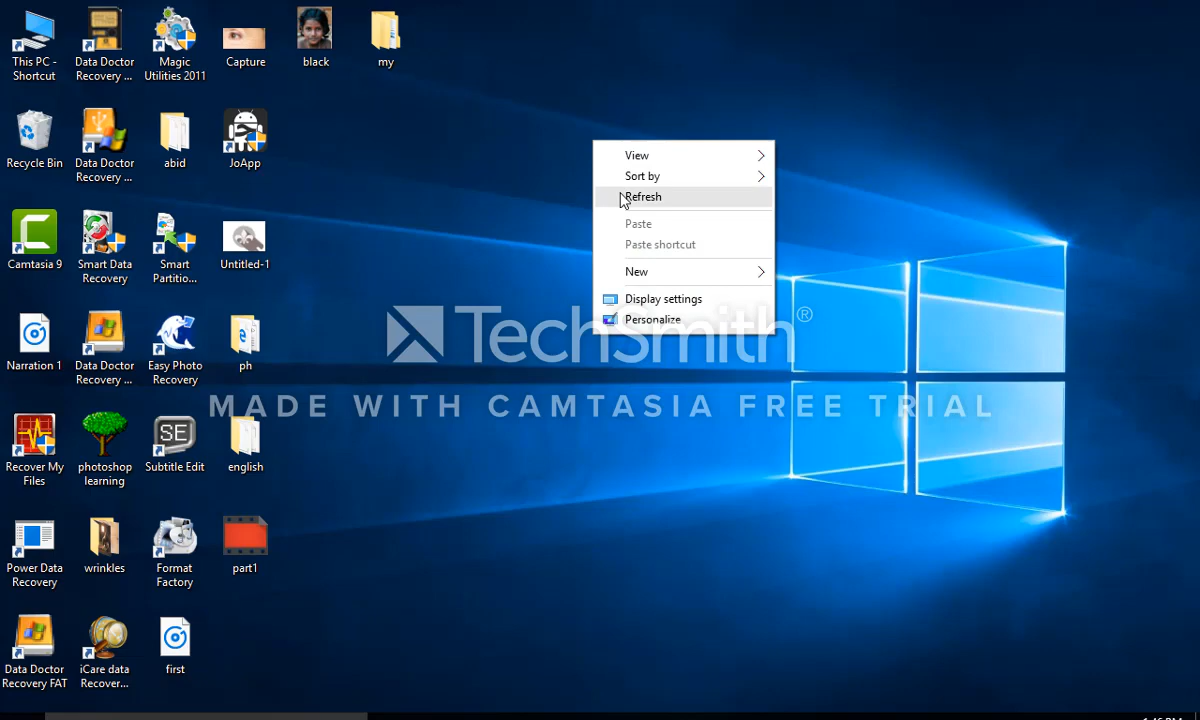 This PC -
Shortcut
Data Doctor
Recovery ...
Magic
Utilities 2011
Capture
black
my
Recycle Bin
Data Doctor
Recovery ...
abid
JoApp
Camtasia 9
Smart Data
Recovery
Smart
Partitio...
Untitled-1
Narration 1
Data Doctor
Recovery ...
Easy Photo
Recovery
ph
Recover My
Files
photoshop
learning
SE
Subtitle Edit
english
Power Data
Recovery
wrinkles
Format
Factory
part1
Data Doctor
Recovery FAT
iCare data
Recover...
first
View
Sort by
Refresh
Paste
Paste shortcut
New
Display settings
Personalize
TechSmith®
MADE WITH CAMTASIA FREE TRIAL